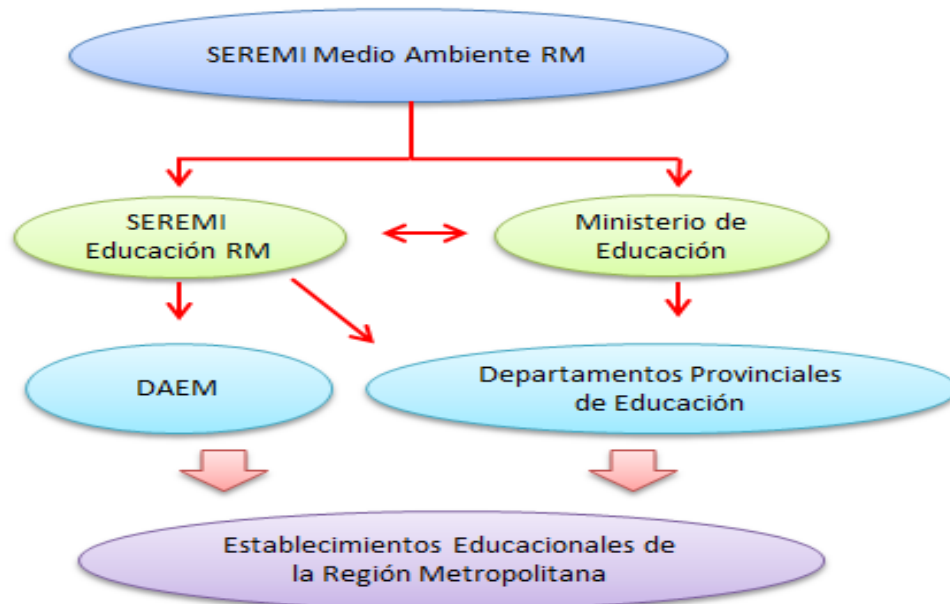 SEREMI Medio Ambiente RM
SEREMI
Educación RM
Ministerio de
Educación
DAEM
Departamentos Provinciales
de Educación
Establecimientos Educacionales de
la Región Metropolitana